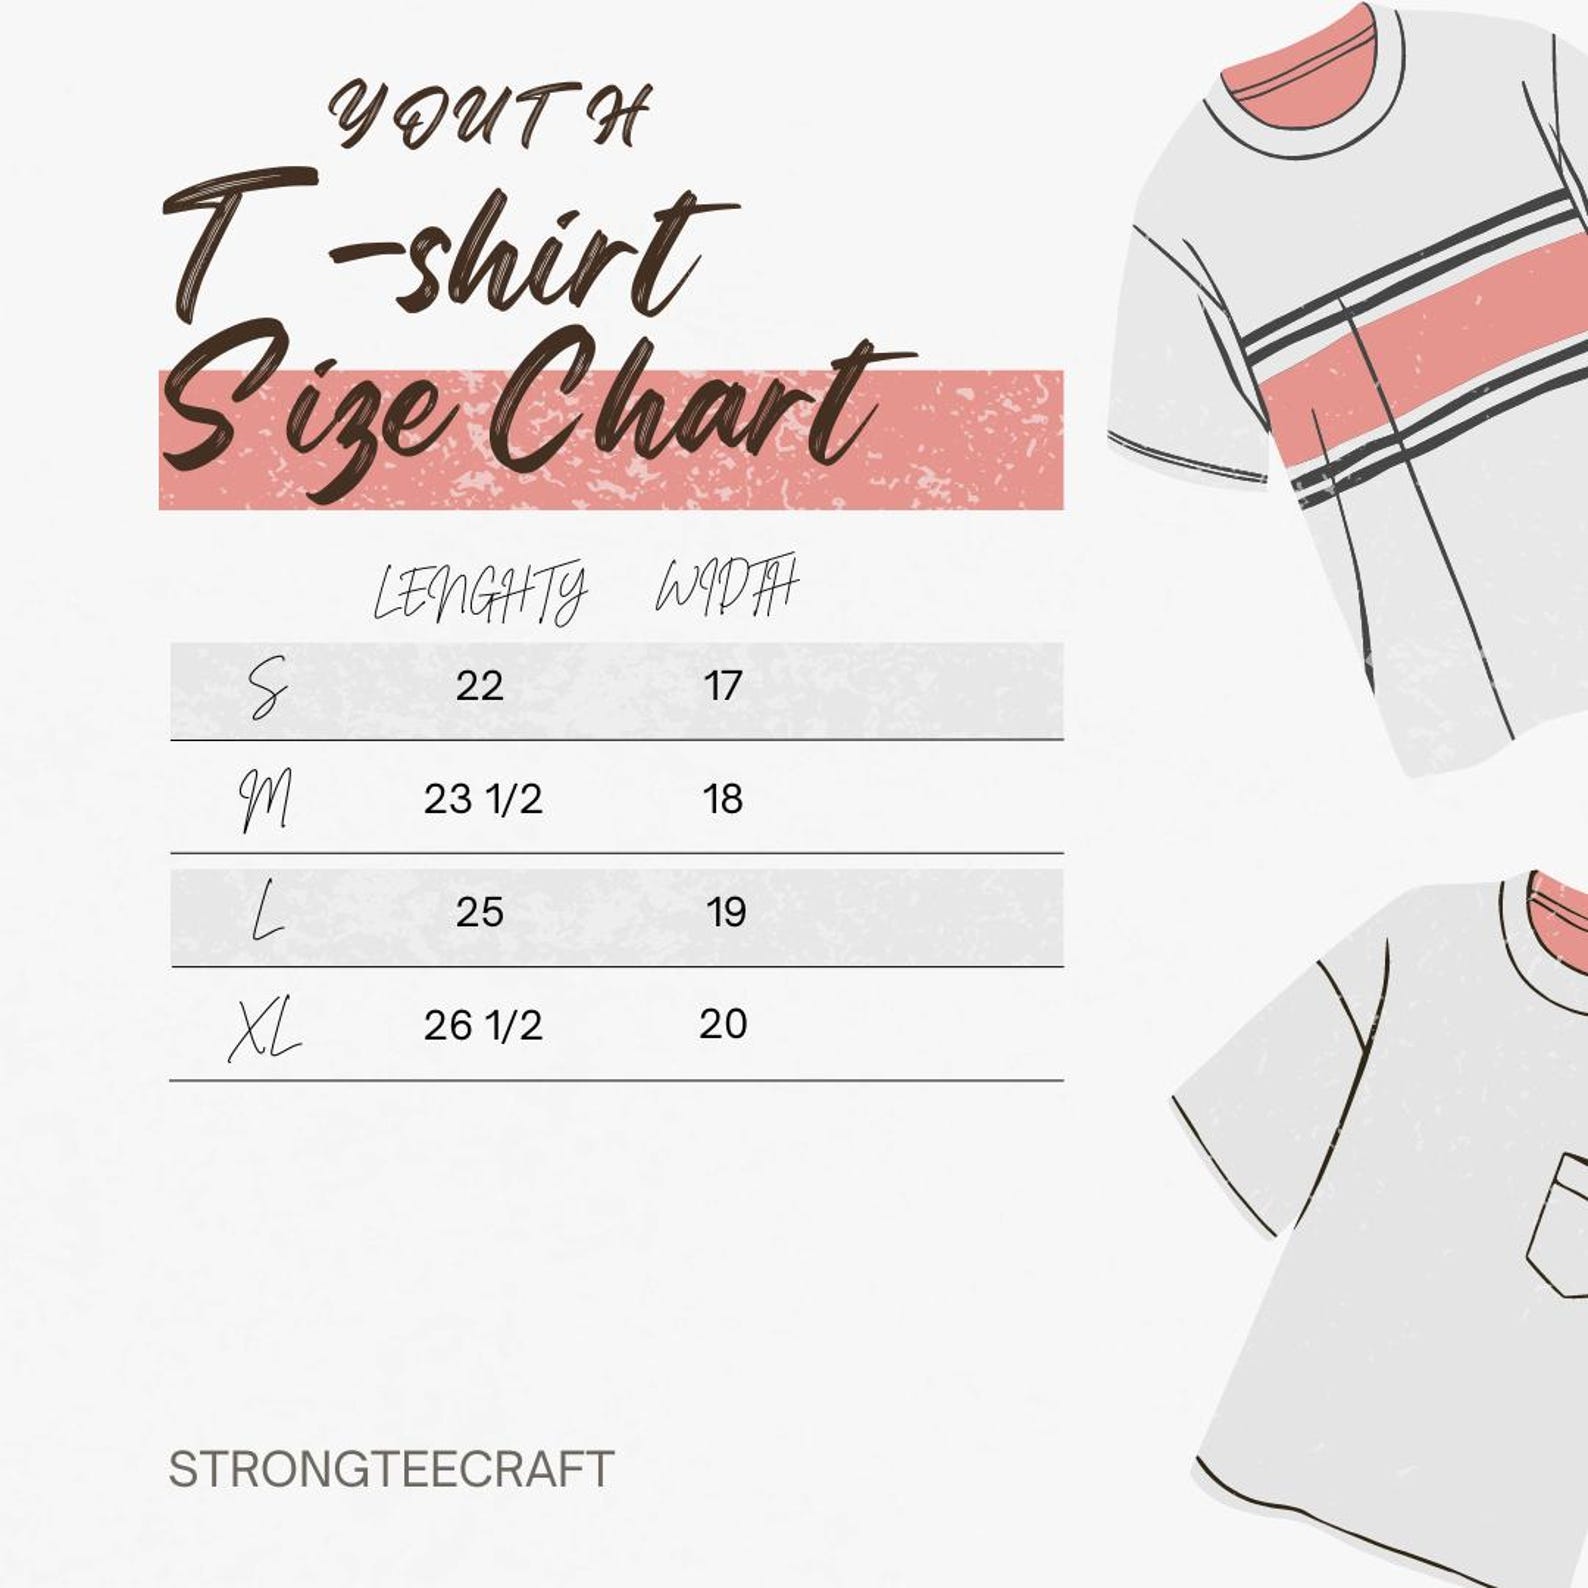 YOUTH
T-shirt
Size Chart
LENGHTY WIDTH
S 22 17
M 23 1/2 18
L 25 19
XL 26 1/2 20
STRONGTEECRAFT